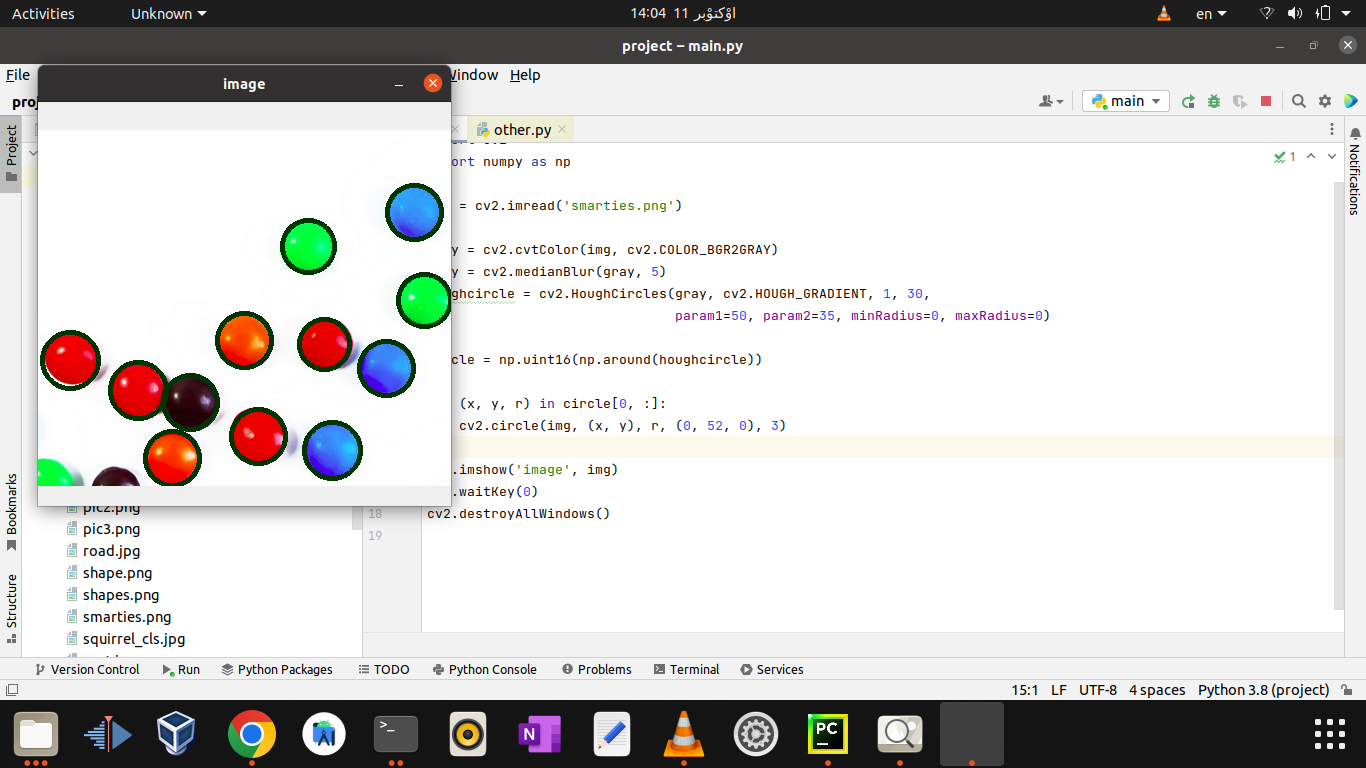 Activities
Unknown
14:04 11 اۆکتۆبر
en
project – main.py
File
Window
Help
main
image
Project
other.py
1
Notifications
import numpy as np
= cv2.imread('smarties.png')
= cv2.cvtColor(img, cv2.COLOR_BGR2GRAY)
= cv2.medianBlur(gray, 5)
houghcircle = cv2.HoughCircles(gray, cv2.HOUGH_GRADIENT, 1, 30,
param1=50, param2=35, minRadius=0, maxRadius=0)
circle = np.uint16(np.around(houghcircle))
(x, y, r) in circle[0, :]:
cv2.circle(img, (x, y), r, (0, 52, 0), 3)
.imshow('image', img)
.waitKey(0)
18 cv2.destroyAllWindows()
19
pic2.png
pic3.png
road.jpg
shape.png
shapes.png
smarties.png
squirrel_cls.jpg
Bookmarks
Structure
Version Control
Run
Python Packages
TODO
Python Console
Problems
Terminal
Services
15:1 LF UTF-8 4 spaces Python 3.8 (project)
>_
N
PC